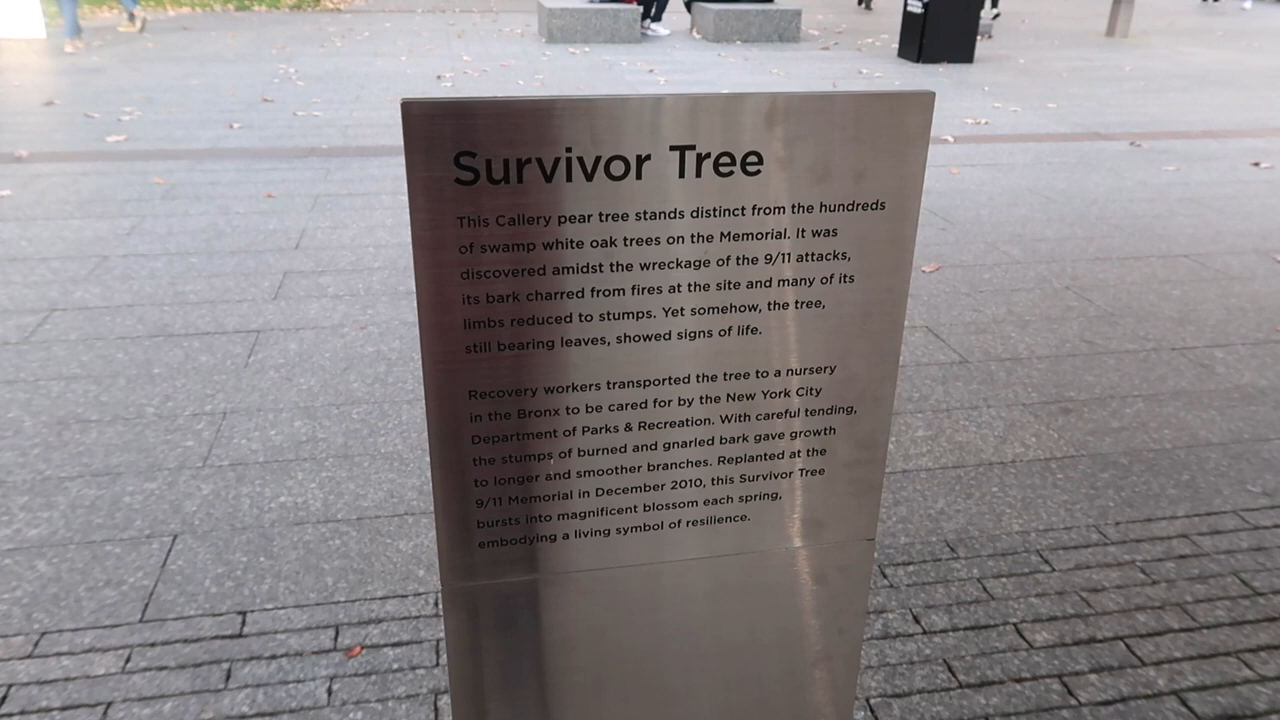 Survivor Tree
This Callery pear tree stands distinct from the hundreds
of swamp white oak trees on the Memorial. It was
discovered amidst the wreckage of the 9/11 attacks,
its bark charred from fires at the site and many of its
limbs reduced to stumps. Yet somehow, the tree,
still bearing leaves, showed signs of life.
Recovery workers transported the tree to a nursery
in the Bronx to be cared for by the New York City
Department of Parks & Recreation. With careful tending,
the stumps of burned and gnarled bark gave growth
to longer and smoother branches. Replanted at the
9/11 Memorial in December 2010, this Survivor Tree
bursts into magnificent blossom each spring,
embodying a living symbol of resilience.